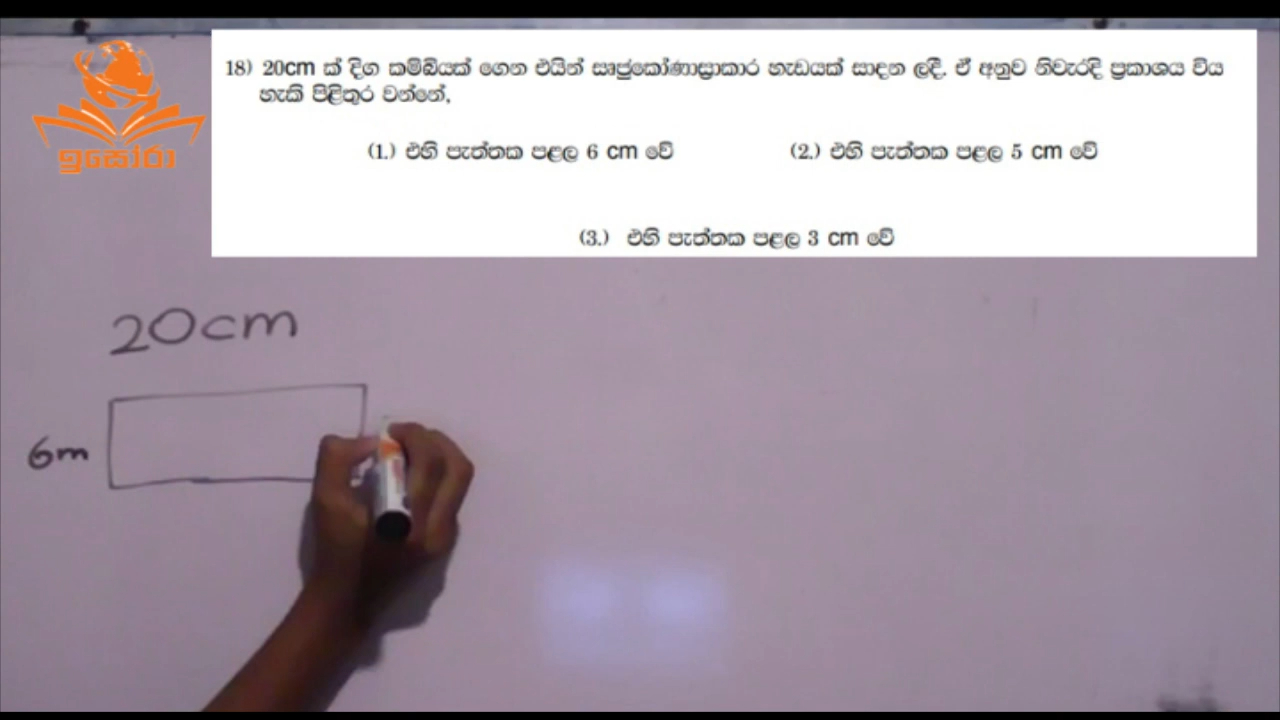 ඉසෝරා
18) 20cm ක් දිග කම්බියක් ගෙන එයින් සෘජුකෝණාස්‍රාකාර හැඩයක් සාදන ලදී. ඒ අනුව නිවැරදි ප්‍රකාශය විය
හැකි පිළිතුර වන්නේ,
(1.) එහි පැත්තක පළල 6 cm වේ (2.) එහි පැත්තක පළල 5 cm වේ
(3.) එහි පැත්තක පළල 3 cm වේ
20cm
6m